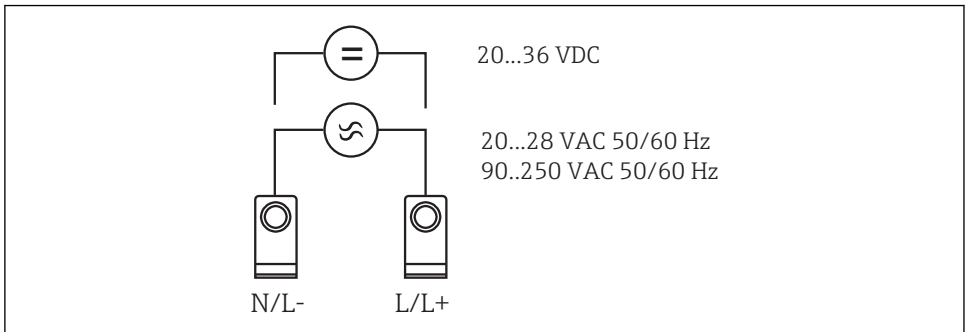 20...36 VDC
20...28 VAC 50/60 Hz
90..250 VAC 50/60 Hz
N/L- L/L+